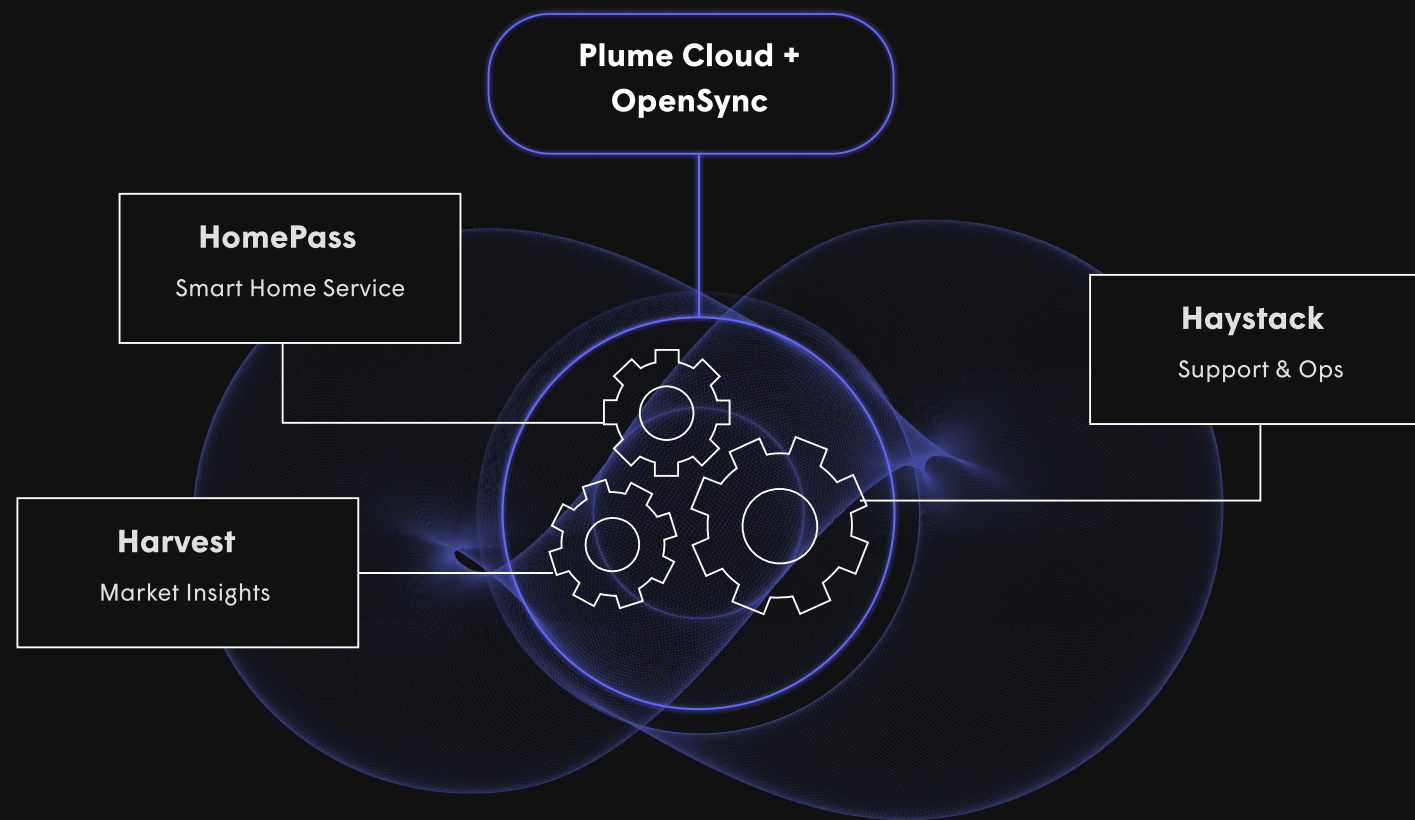 Plume Cloud +
OpenSync
HomePass
Smart Home Service
Haystack
Support & Ops
Harvest
Market Insights